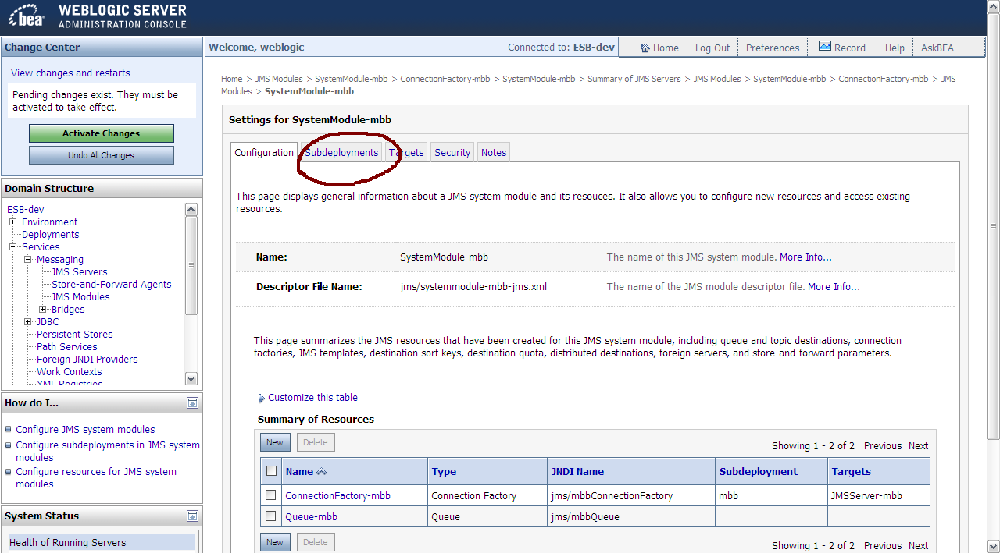 bea
WEBLOGIC SERVER
ADMINISTRATION CONSOLE
Change Center
View changes and restarts
Pending changes exist. They must be
activated to take effect.
Activate Changes
Undo All Changes
Domain Structure
ESB-dev
Environment
Deployments
Services
Messaging
JMS Servers
Store-and-Forward Agents
JMS Modules
Bridges
JDBC
Persistent Stores
Path Services
Foreign JNDI Providers
Work Contexts
XML Registries
How do I...
Configure JMS system modules
Configure subdeployments in JMS system
modules
Configure resources for JMS system
modules
System Status
Health of Running Servers
Welcome, weblogic
Connected to: ESB-dev
Home
Log Out
Preferences
Record
Help
AskBEA
Home > JMS Modules > SystemModule-mbb > ConnectionFactory-mbb > SystemModule-mbb > Summary of JMS Servers > JMS Modules > SystemModule-mbb > ConnectionFactory-mbb > JMS
Modules > SystemModule-mbb
Settings for SystemModule-mbb
Configuration Subdeployments Targets Security Notes
This page displays general information about a JMS system module and its resouces. It also allows you to configure new resources and access existing
resources.
Name: SystemModule-mbb The name of this JMS system module. More Info...
Descriptor File Name: jms/systemmodule-mbb-jms.xml The name of the JMS module descriptor file. More Info...
This page summarizes the JMS resources that have been created for this JMS system module, including queue and topic destinations, connection
factories, JMS templates, destination sort keys, destination quota, distributed destinations, foreign servers, and store-and-forward parameters.
Customize this table
Summary of Resources
New Delete Showing 1 - 2 of 2 Previous | Next
Name Type JNDI Name Subdeployment Targets
ConnectionFactory-mbb Connection Factory jms/mbbConnectionFactory mbb JMSServer-mbb
Queue-mbb Queue jms/mbbQueue
New Delete Showing 1 - 2 of 2 Previous | Next